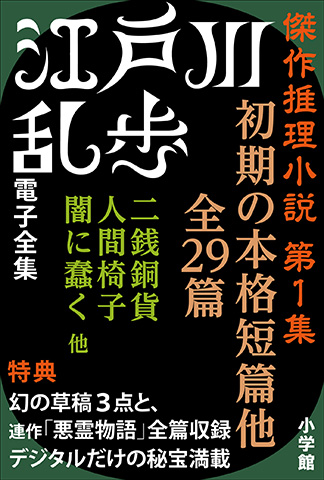 江戸川
乱歩
電子全集
傑作推理小説 第1集
初期の本格短篇他
全29篇
二銭銅貨
人間椅子
闇に蠢く 他
特典
幻の草稿3点と、
連作「悪霊物語」全篇収録
デジタルだけの秘宝満載
小学館